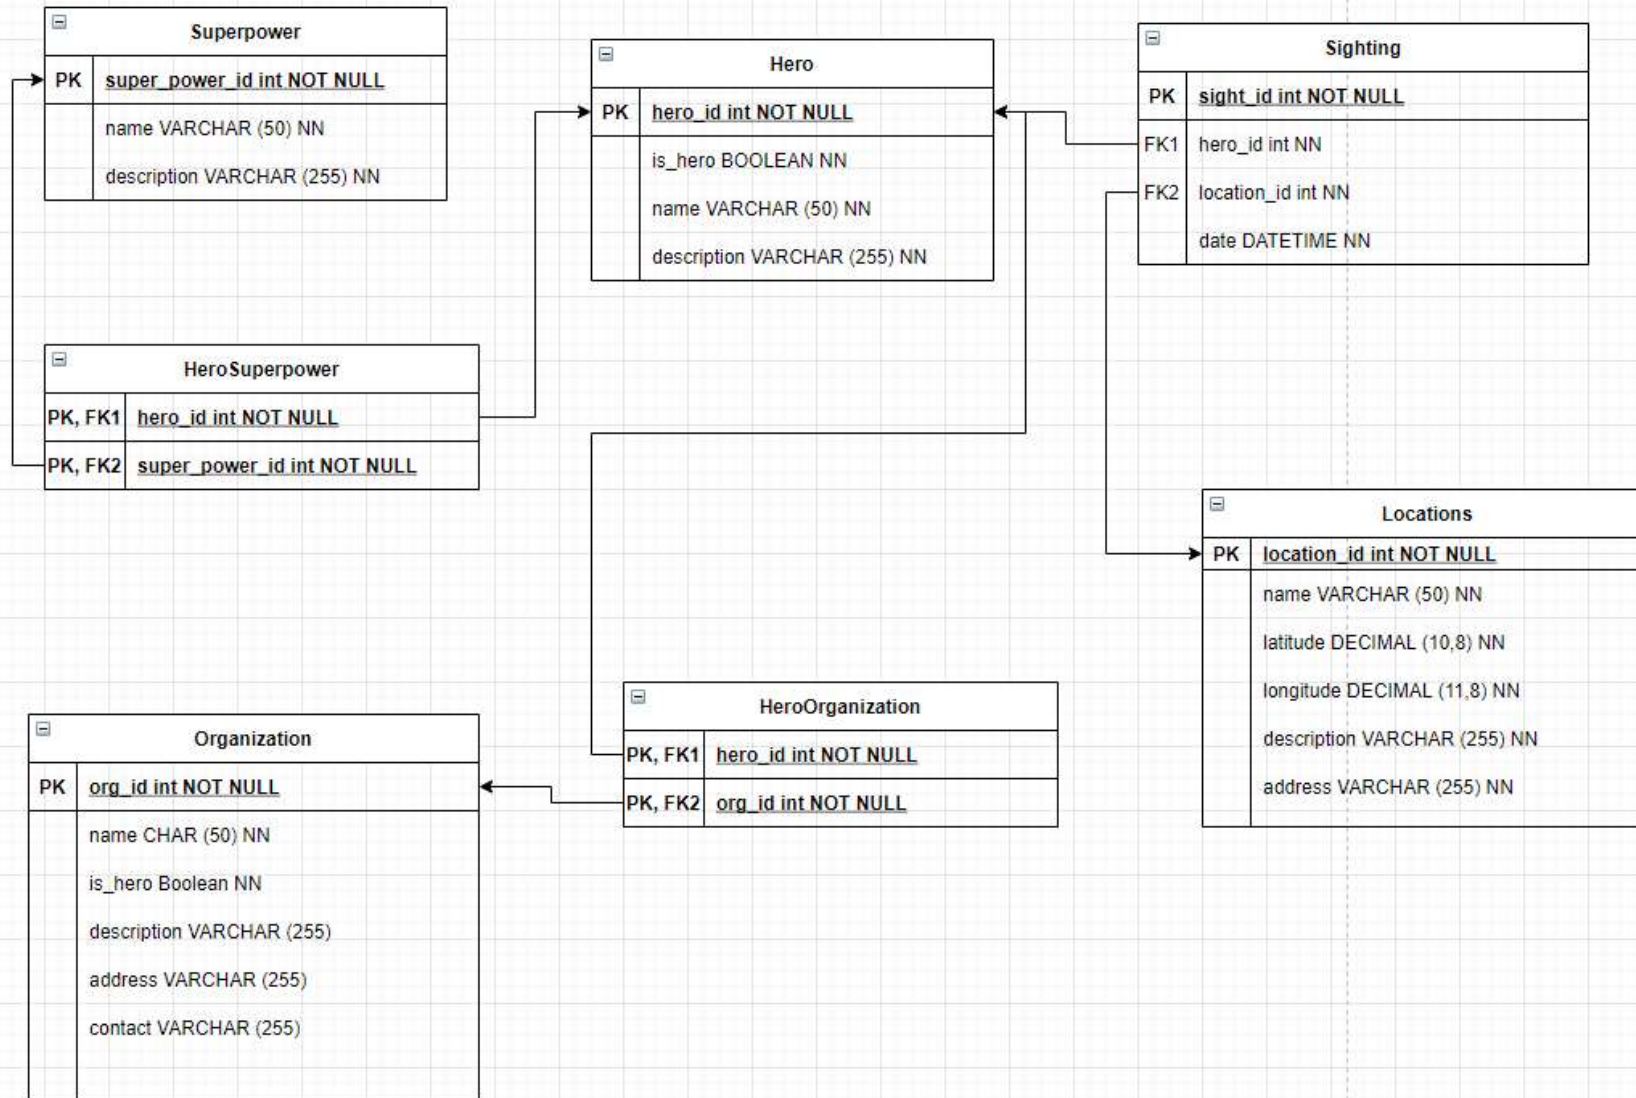 Superpower
PK super_power_id int NOT NULL
name VARCHAR (50) NN
description VARCHAR (255) NN
Hero
PK hero_id int NOT NULL
is_hero BOOLEAN NN
name VARCHAR (50) NN
description VARCHAR (255) NN
Sighting
PK sight_id int NOT NULL
FK1 hero_id int NN
FK2 location_id int NN
date DATETIME NN
HeroSuperpower
PK, FK1 hero_id int NOT NULL
PK, FK2 super_power_id int NOT NULL
Locations
PK location_id int NOT NULL
name VARCHAR (50) NN
latitude DECIMAL (10,8) NN
longitude DECIMAL (11,8) NN
description VARCHAR (255) NN
address VARCHAR (255) NN
HeroOrganization
PK, FK1 hero_id int NOT NULL
PK, FK2 org_id int NOT NULL
Organization
PK org_id int NOT NULL
name CHAR (50) NN
is_hero Boolean NN
description VARCHAR (255)
address VARCHAR (255)
contact VARCHAR (255)